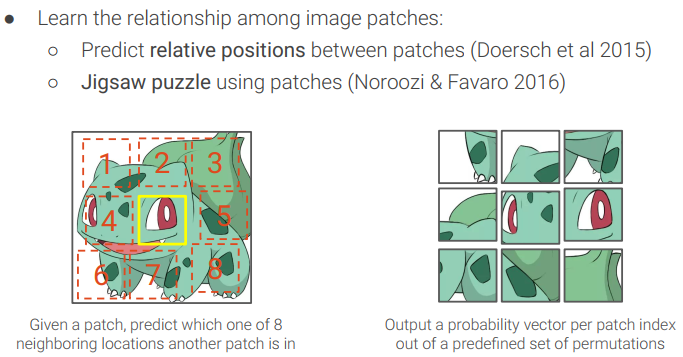 ● Learn the relationship among image patches:
○ Predict relative positions between patches (Doersch et al 2015)
○ Jigsaw puzzle using patches (Noroozi & Favaro 2016)
1 2 3
4 5
6 7 8
Given a patch, predict which one of 8
neighboring locations another patch is in
Output a probability vector per patch index
out of a predefined set of permutations